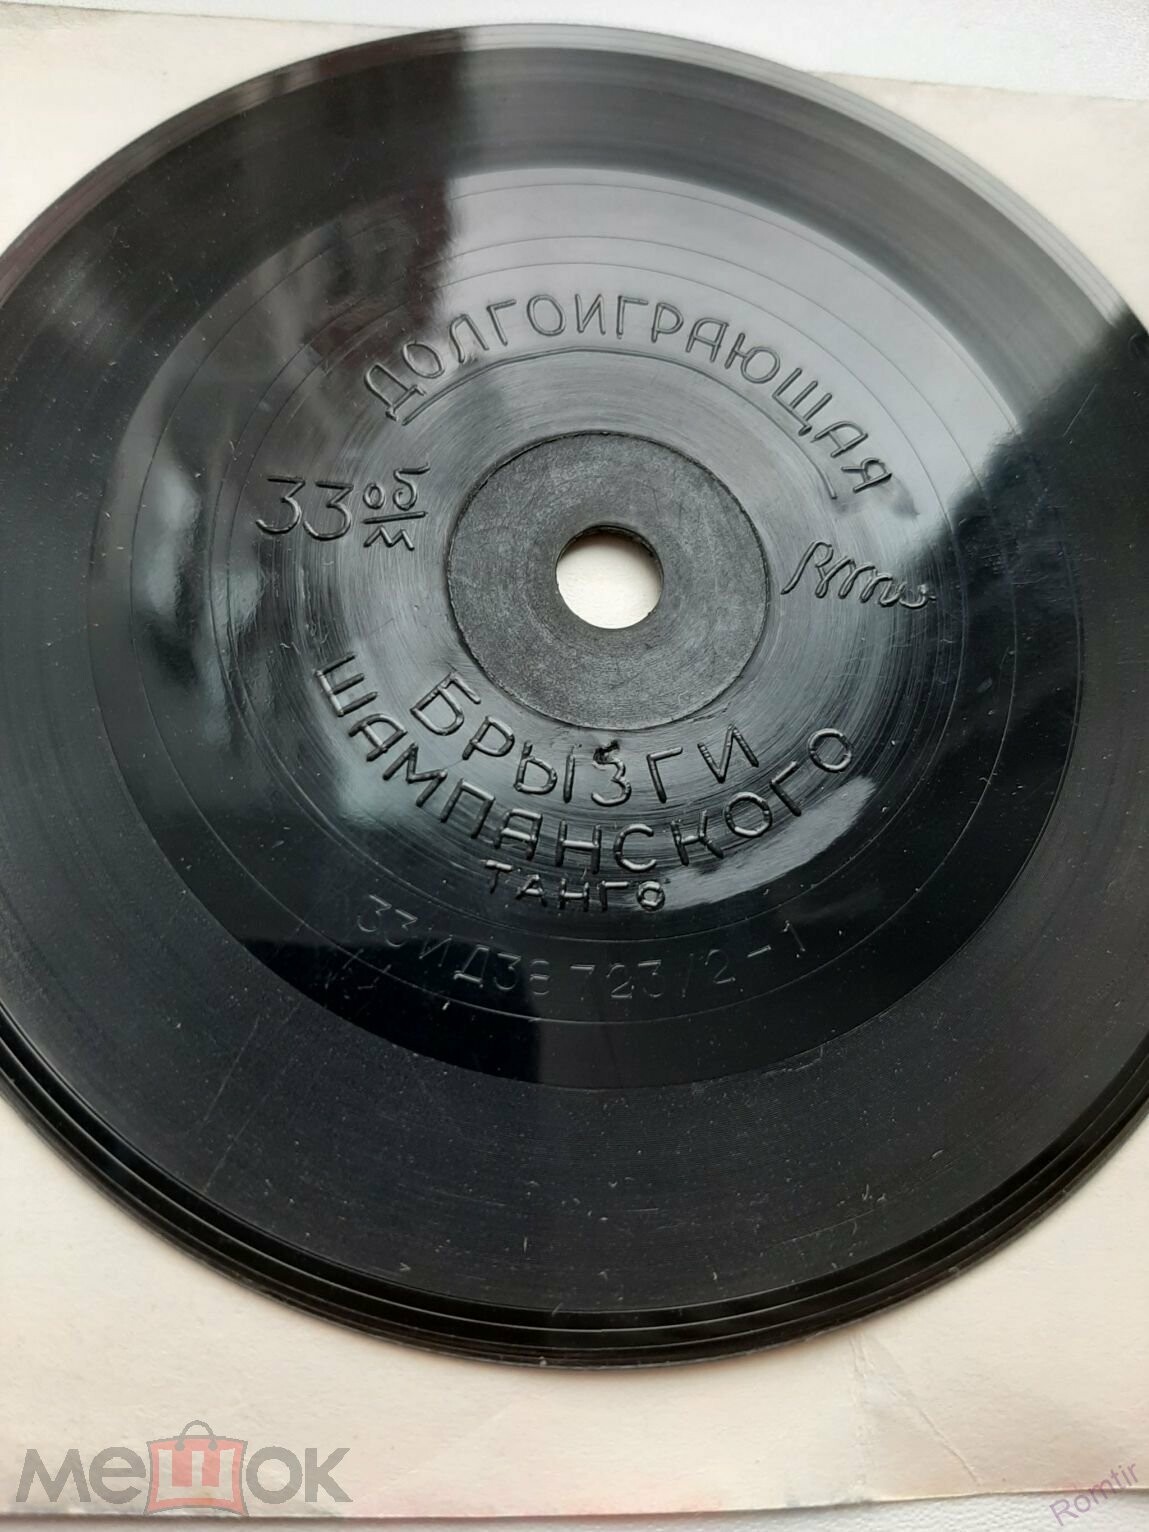 ДОЛГОИГРАЮЩАЯ
33 об/м
БРЫЗГИ
ШАМПАНСКОГО
ТАНГО
33ИД38723/2-1
мешок
Romtir